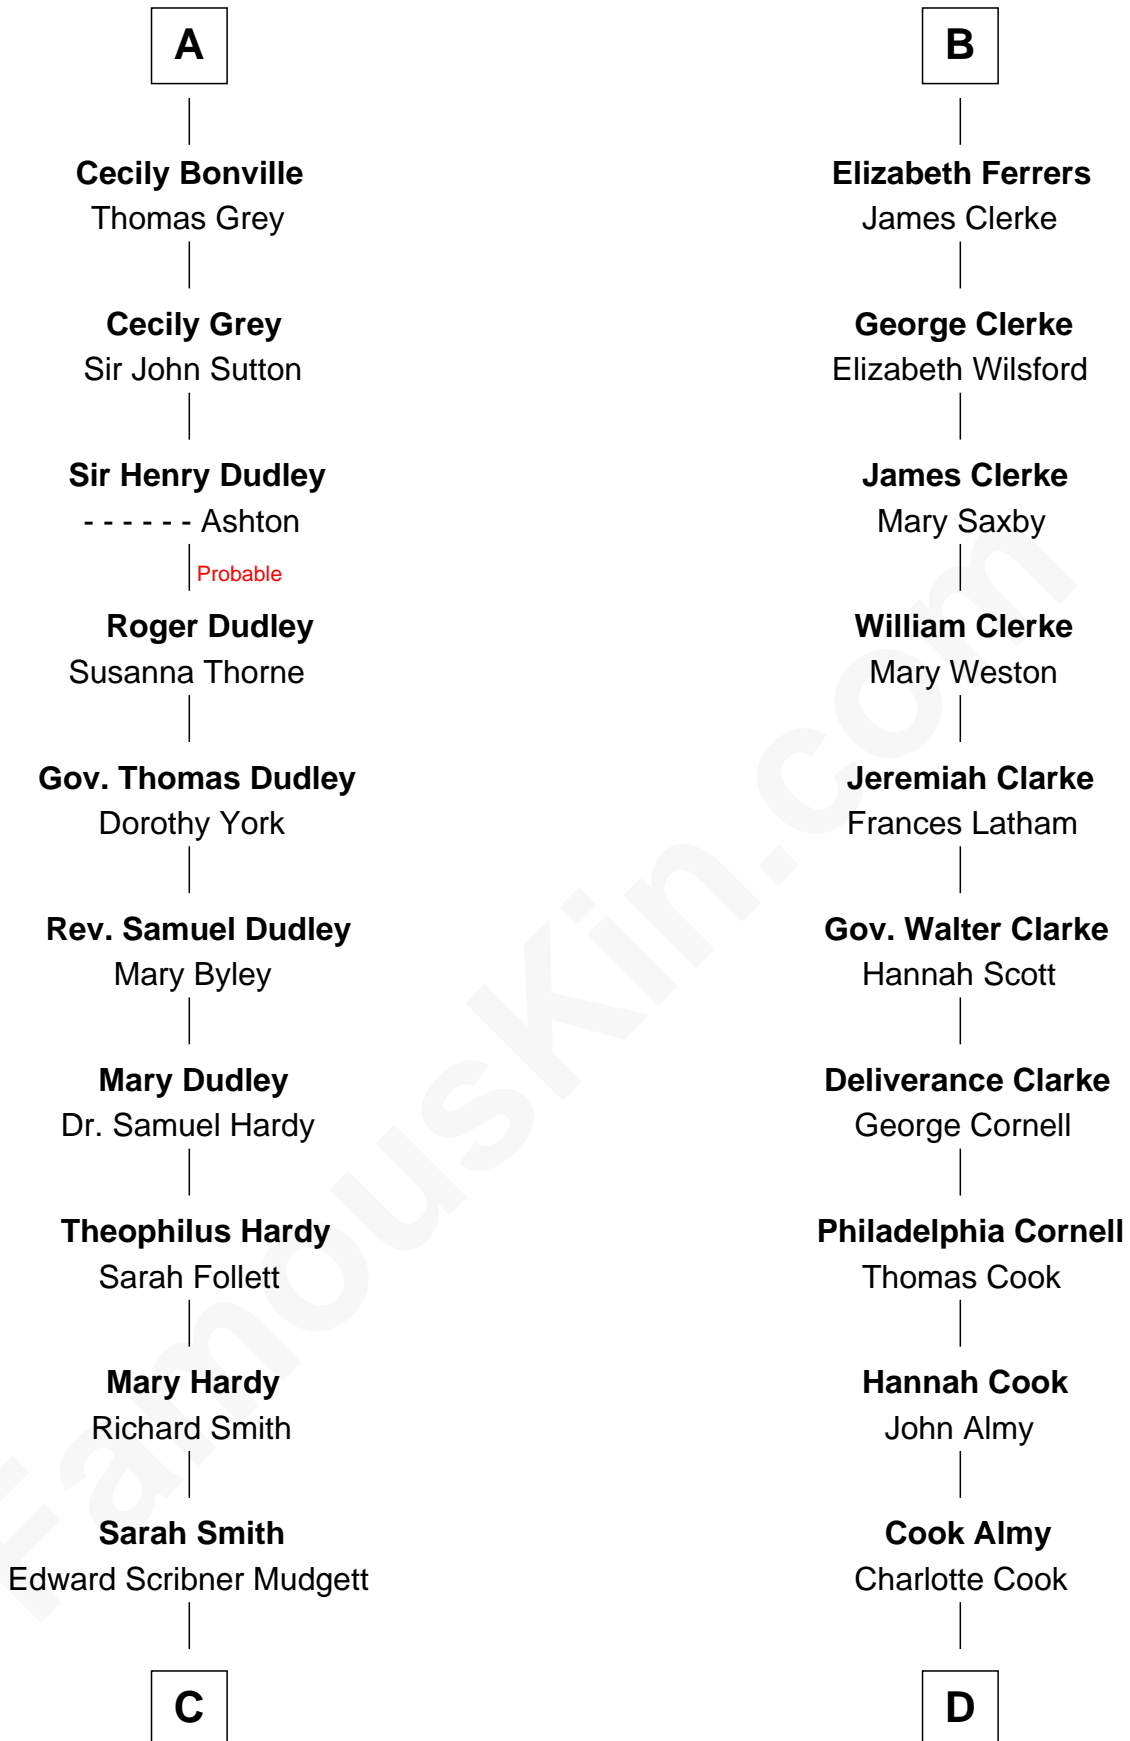 A
Cecily Bonville
Thomas Grey
Cecily Grey
Sir John Sutton
Sir Henry Dudley
- - - - - - Ashton
Probable
Roger Dudley
Susanna Thorne
Gov. Thomas Dudley
Dorothy York
Rev. Samuel Dudley
Mary Byley
Mary Dudley
Dr. Samuel Hardy
Theophilus Hardy
Sarah Follett
Mary Hardy
Richard Smith
Sarah Smith
Edward Scribner Mudgett
C
B
Elizabeth Ferrers
James Clerke
George Clerke
Elizabeth Wilsford
James Clerke
Mary Saxby
William Clerke
Mary Weston
Jeremiah Clarke
Frances Latham
Gov. Walter Clarke
Hannah Scott
Deliverance Clarke
George Cornell
Philadelphia Cornell
Thomas Cook
Hannah Cook
John Almy
Cook Almy
Charlotte Cook
D
FamousKin.com